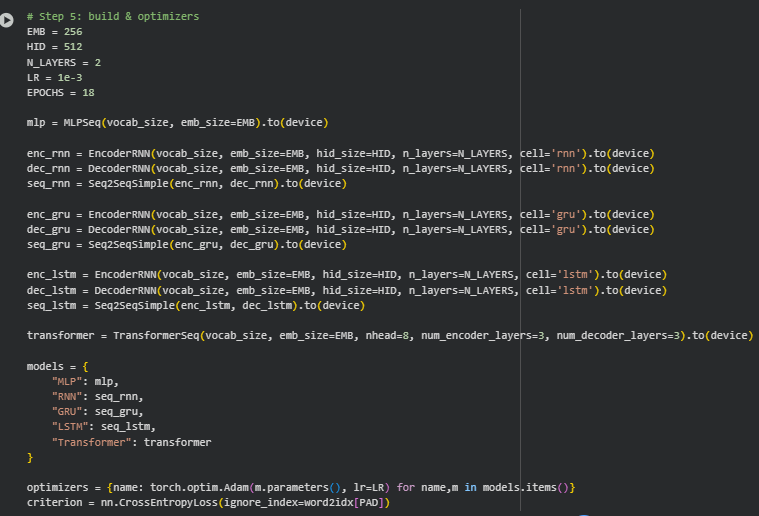 # Step 5: build & optimizers
EMB = 256
HID = 512
N_LAYERS = 2
LR = 1e-3
EPOCHS = 18
mlp = MLPSeq(vocab_size, emb_size=EMB).to(device)
enc_rnn = EncoderRNN(vocab_size, emb_size=EMB, hid_size=HID, n_layers=N_LAYERS, cell='rnn').to(device)
dec_rnn = DecoderRNN(vocab_size, emb_size=EMB, hid_size=HID, n_layers=N_LAYERS, cell='rnn').to(device)
seq_rnn = Seq2SeqSimple(enc_rnn, dec_rnn).to(device)
enc_gru = EncoderRNN(vocab_size, emb_size=EMB, hid_size=HID, n_layers=N_LAYERS, cell='gru').to(device)
dec_gru = DecoderRNN(vocab_size, emb_size=EMB, hid_size=HID, n_layers=N_LAYERS, cell='gru').to(device)
seq_gru = Seq2SeqSimple(enc_gru, dec_gru).to(device)
enc_lstm = EncoderRNN(vocab_size, emb_size=EMB, hid_size=HID, n_layers=N_LAYERS, cell='lstm').to(device)
dec_lstm = DecoderRNN(vocab_size, emb_size=EMB, hid_size=HID, n_layers=N_LAYERS, cell='lstm').to(device)
seq_lstm = Seq2SeqSimple(enc_lstm, dec_lstm).to(device)
transformer = TransformerSeq(vocab_size, emb_size=EMB, nhead=8, num_encoder_layers=3, num_decoder_layers=3).to(device)
models = {
"MLP": mlp,
"RNN": seq_rnn,
"GRU": seq_gru,
"LSTM": seq_lstm,
"Transformer": transformer
}
optimizers = {name: torch.optim.Adam(m.parameters(), lr=LR) for name,m in models.items()}
criterion = nn.CrossEntropyLoss(ignore_index=word2idx[PAD])